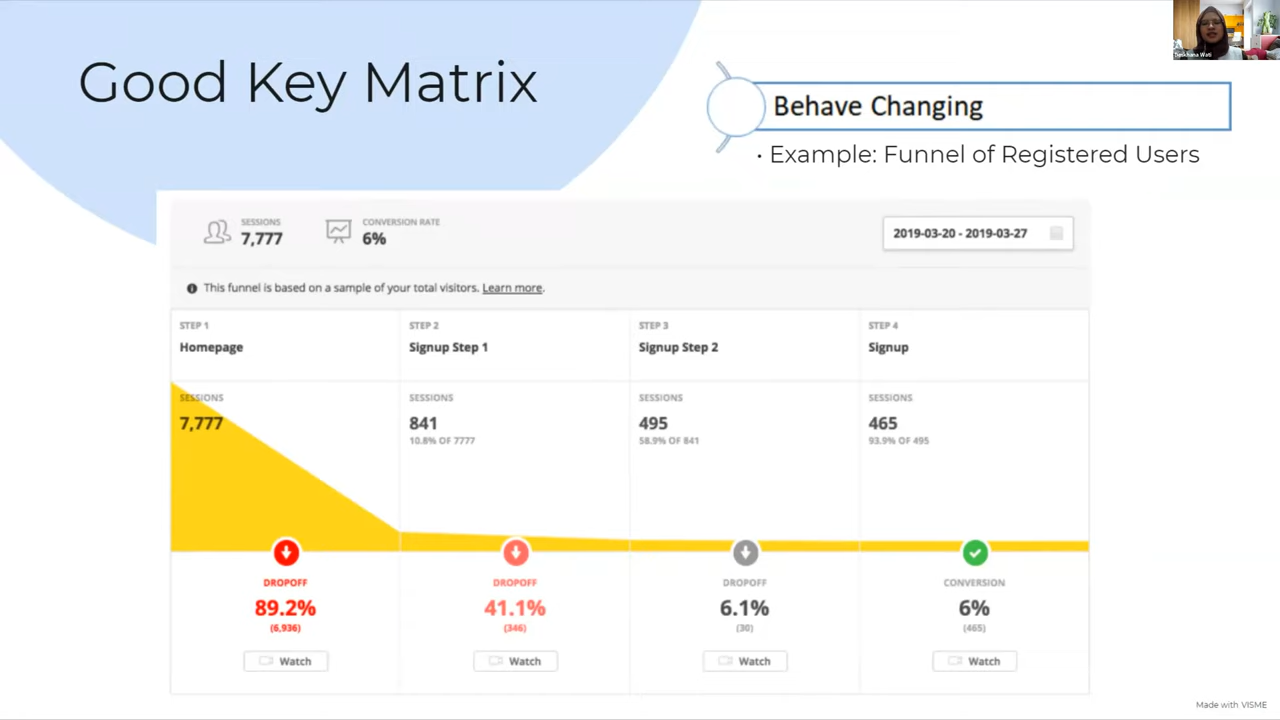 Good Key Matrix
Behave Changing
• Example: Funnel of Registered Users
SESSIONS
7,777
CONVERSION RATE
6%
2019-03-20 - 2019-03-27
This funnel is based on a sample of your total visitors. Learn more.
STEP 1
Homepage
STEP 2
Signup Step 1
STEP 3
Signup Step 2
STEP 4
Signup
SESSIONS
7,777
SESSIONS
841
10.8% OF 7777
SESSIONS
495
58.9% OF 841
SESSIONS
465
93.9% OF 495
DROPOFF
89.2%
(6,936)
Watch
DROPOFF
41.1%
(346)
Watch
DROPOFF
6.1%
(30)
Watch
CONVERSION
6%
(465)
Watch
Made with VISME